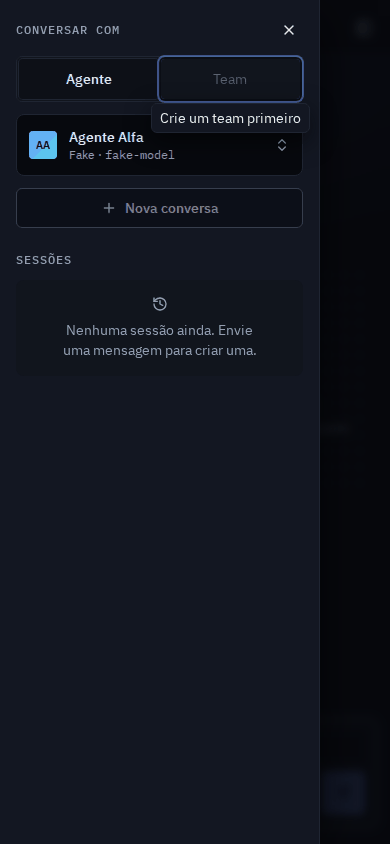 CONVERSAR COM
Agente
Team
Crie um team primeiro
AA
Agente Alfa
Fake · fake-model
Nova conversa
SESSÕES
Nenhuma sessão ainda. Envie
uma mensagem para criar uma.